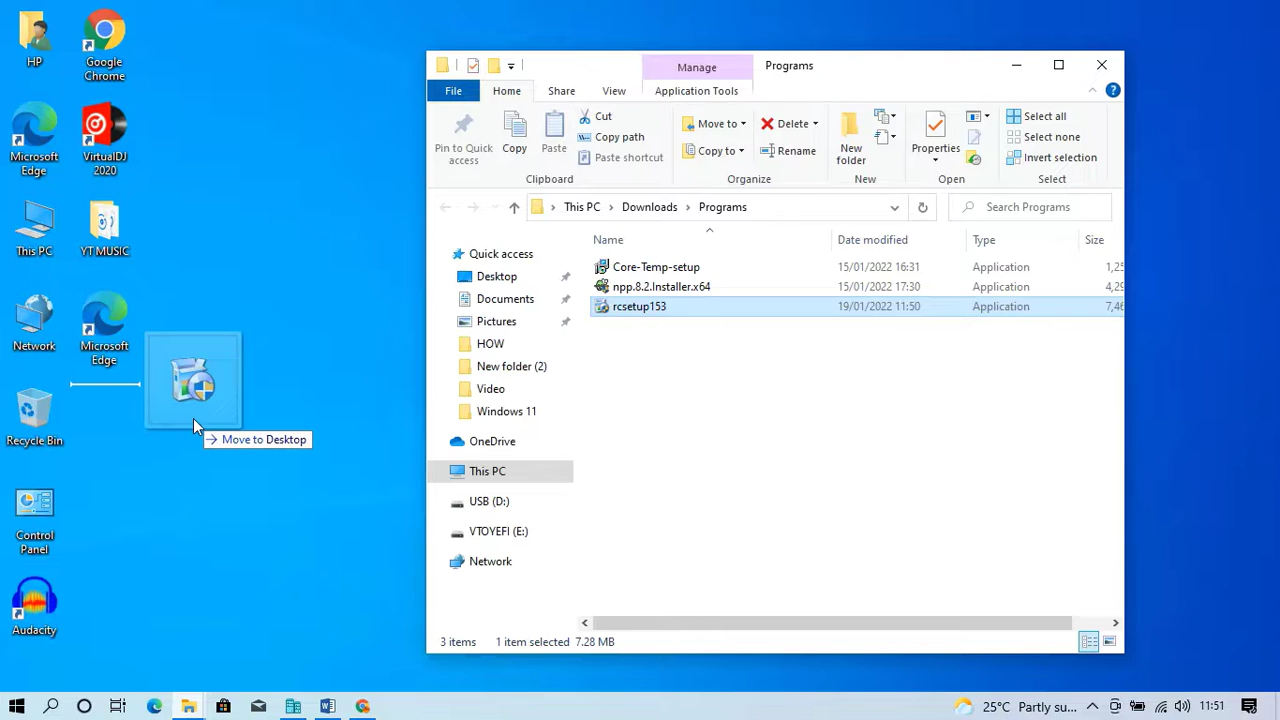 HP
Google
Chrome
Microsoft
Edge
VirtualDJ
2020
This PC
YT MUSIC
Network
Microsoft
Edge
Recycle Bin
Control
Panel
Audacity
Move to Desktop
Manage
Programs
File
Home
Share
View
Application Tools
Pin to Quick
access
Copy
Paste
Cut
Copy path
Paste shortcut
Clipboard
Move to
Copy to
Delete
Rename
Organize
New
folder
New
Properties
Open
Select all
Select none
Invert selection
Select
This PC
Downloads
Programs
Search Programs
Name
Date modified
Type
Size
Core-Temp-setup
15/01/2022 16:31
Application
1,25
npp.8.2.Installer.x64
15/01/2022 17:30
Application
4,29
rcsetup153
19/01/2022 11:50
Application
7,46
Quick access
Desktop
Documents
Pictures
HOW
New folder (2)
Video
Windows 11
OneDrive
This PC
USB (D:)
VTOYEFI (E:)
Network
3 items
1 item selected
7.28 MB
25°C
Partly su...
11:51